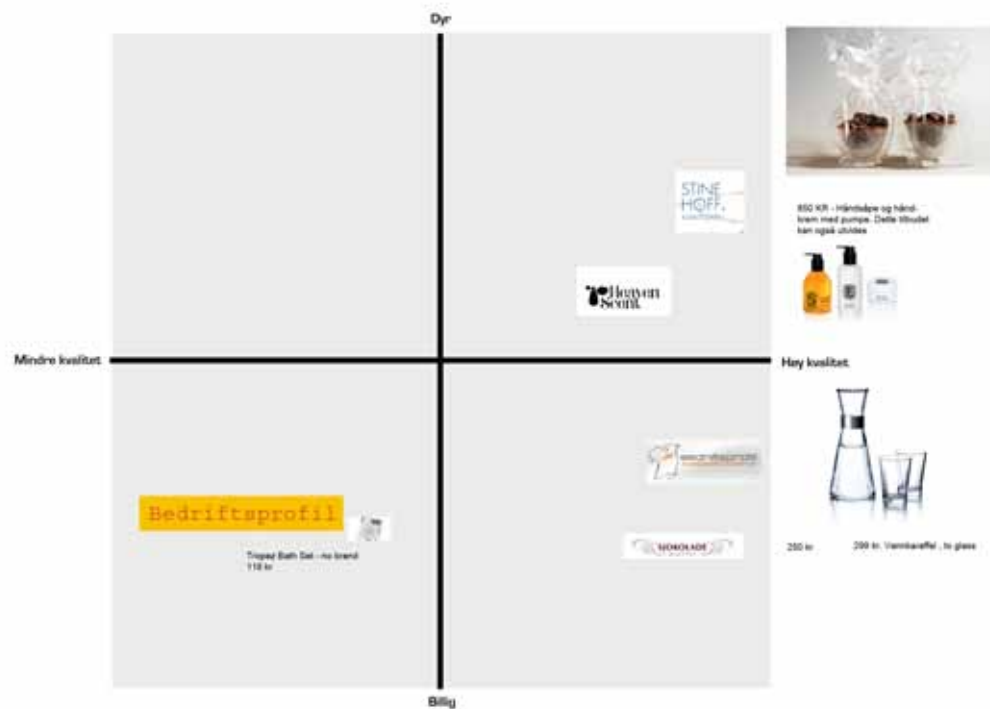 Dyr
STINE
HOFF
650 KR - Håndsåpe og hånd-
krem med pumpe. Dette tilbudet
kan også utvides
Heaven
Scent
Mindre kvalitet
Høy kvalitet
Bedriftsprofil
SJOKOLADE
Tropez Bath Set - no brand
118 kr
250 kr
299 kr. Vannkaraffel , to glass
Billig